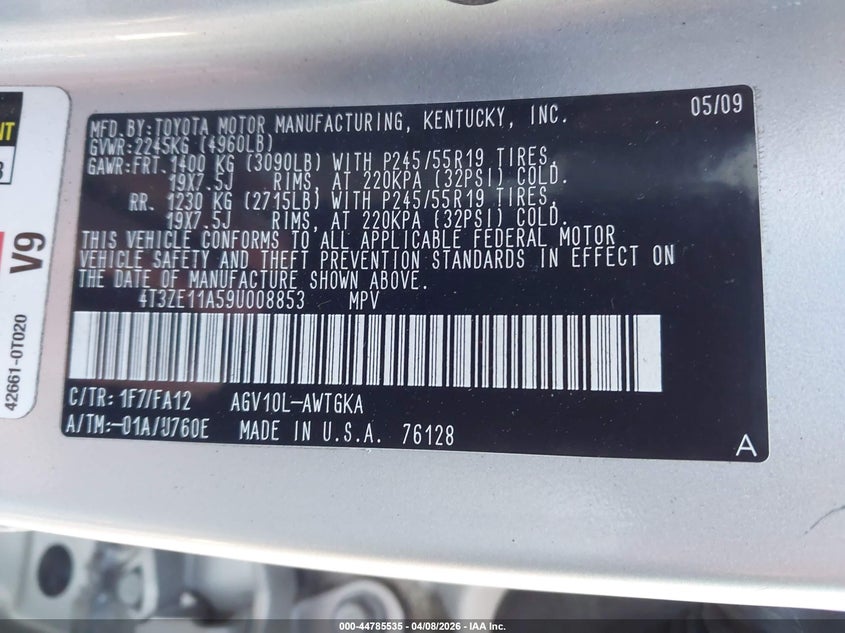 05/09
MFD.BY:TOYOTA MOTOR MANUFACTURING, KENTUCKY, INC.
GVWR:2245KG (4960LB)
GAWR:FRT.1400 KG (3090LB) WITH P245/55R19 TIRES,
19X7.5J RIMS, AT 220KPA (32PSI) COLD.
RR. 1230 KG (2715LB) WITH P245/55R19 TIRES,
19X7.5J RIMS, AT 220KPA (32PSI) COLD.
THIS VEHICLE CONFORMS TO ALL APPLICABLE FEDERAL MOTOR
VEHICLE SAFETY AND THEFT PREVENTION STANDARDS IN EFFECT ON
THE DATE OF MANUFACTURE SHOWN ABOVE.
4T3ZE11A59U008853 MPV
C/TR: 1F7/FA12 AGV10L-AWTGKA
A/TM:-01A/U760E MADE IN U.S.A. 76128
A
V9
42661-0T020
000-44785535 - 04/08/2026 - IAA Inc.